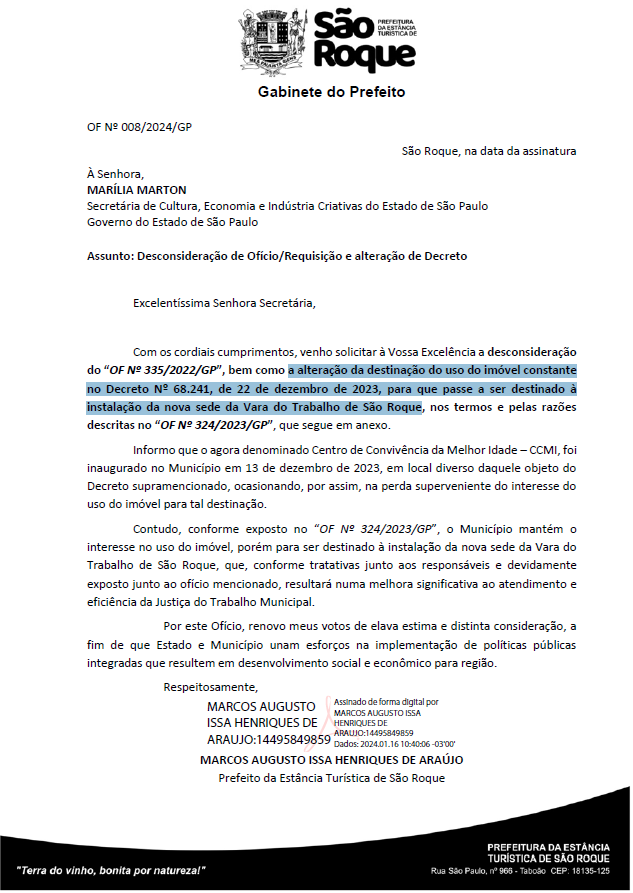 São
Roque
PREFEITURA
DA ESTÂNCIA
TURÍSTICA DE
Gabinete do Prefeito
OF Nº 008/2024/GP
São Roque, na data da assinatura
À Senhora,
MARÍLIA MARTON
Secretária de Cultura, Economia e Indústria Criativas do Estado de São Paulo
Governo do Estado de São Paulo
Assunto: Desconsideração de Ofício/Requisição e alteração de Decreto
Excelentíssima Senhora Secretária,
Com os cordiais cumprimentos, venho solicitar à Vossa Excelência a desconsideração
do “OF Nº 335/2022/GP”, bem como a alteração da destinação do uso do imóvel constante
no Decreto Nº 68.241, de 22 de dezembro de 2023, para que passe a ser destinado à
instalação da nova sede da Vara do Trabalho de São Roque, nos termos e pelas razões
descritas no “OF Nº 324/2023/GP”, que segue em anexo.
Informo que o agora denominado Centro de Convivência da Melhor Idade – CCMI, foi
inaugurado no Município em 13 de dezembro de 2023, em local diverso daquele objeto do
Decreto supramencionado, ocasionando, por assim, na perda superveniente do interesse do
uso do imóvel para tal destinação.
Contudo, conforme exposto no “OF Nº 324/2023/GP”, o Município mantém o
interesse no uso do imóvel, porém para ser destinado à instalação da nova sede da Vara do
Trabalho de São Roque, que, conforme tratativas junto aos responsáveis e devidamente
exposto junto ao ofício mencionado, resultará numa melhora significativa ao atendimento e
eficiência da Justiça do Trabalho Municipal.
Por este Ofício, renovo meus votos de elava estima e distinta consideração, a
fim de que Estado e Município unam esforços na implementação de políticas públicas
integradas que resultem em desenvolvimento social e econômico para região.
Respeitosamente,
MARCOS AUGUSTO
ISSA HENRIQUES DE
ARAUJO:14495849859
Assinado de forma digital por
MARCOS AUGUSTO ISSA
HENRIQUES DE
ARAUJO:14495849859
Dados: 2024.01.16 10:40:06 -03'00'
MARCOS AUGUSTO ISSA HENRIQUES DE ARAÚJO
Prefeito da Estância Turística de São Roque
"Terra do vinho, bonita por natureza!"
PREFEITURA DA ESTÂNCIA
TURÍSTICA DE SÃO ROQUE
Rua São Paulo, nº 966 - Taboão CEP: 18135-125